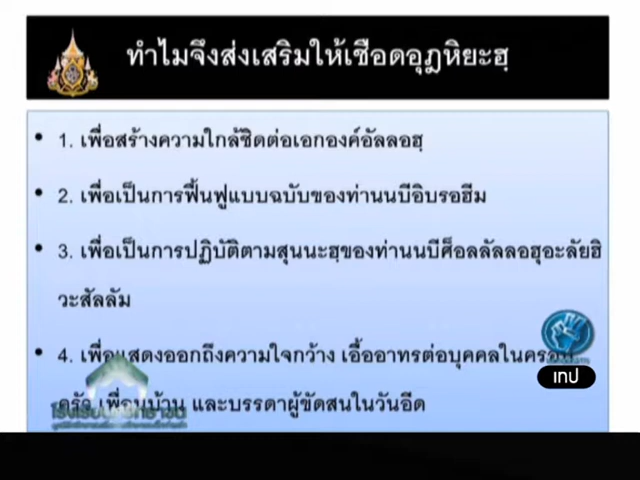 ทำไมจึงส่งเสริมให้เชือดอุฎหิยะฮฺ
• 1. เพื่อสร้างความใกล้ชิดต่อเอกองค์อัลลอฮฺ
• 2. เพื่อเป็นการฟื้นฟูแบบฉบับของท่านนบีอิบรอฮีม
• 3. เพื่อเป็นการปฏิบัติตามสุนนะฮฺของท่านนบีศ็อลลัลลอฮุอะลัยฮิ
วะสัลลัม
• 4. เพื่อแสดงออกถึงความใจกว้าง เอื้ออาทรต่อบุคคลในครอบ
ครัว เพื่อนบ้าน และบรรดาผู้ขัดสนในวันอีด
เทป